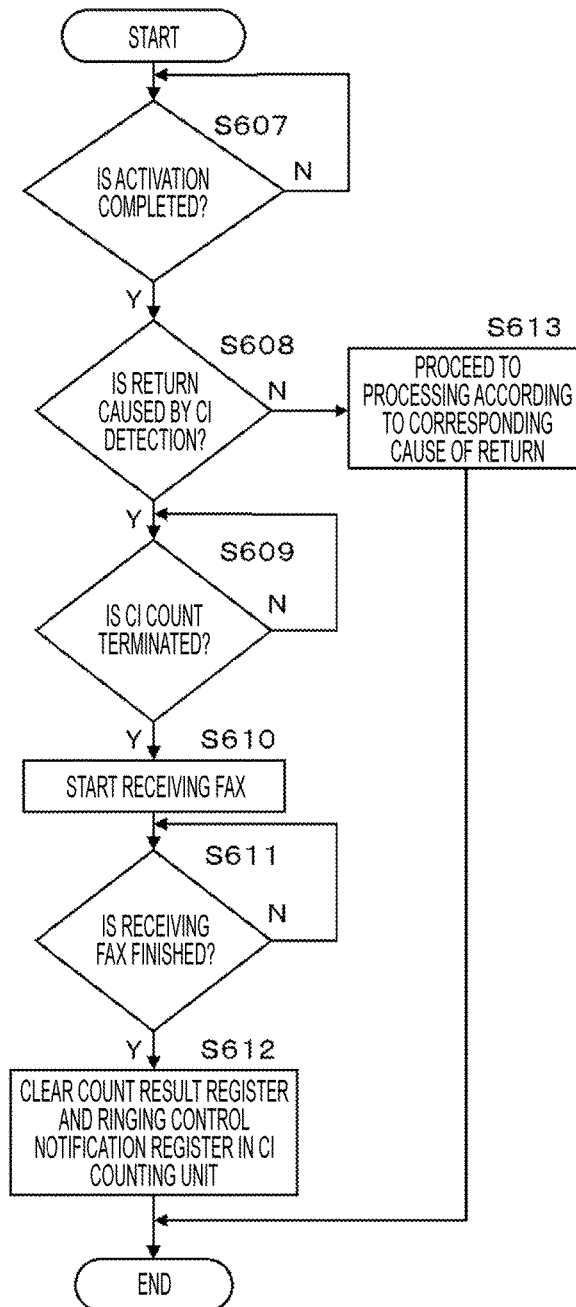 START
S607
IS ACTIVATION
COMPLETED?
N
Y
S608
IS RETURN
CAUSED BY CI
DETECTION?
N
S613
PROCEED TO
PROCESSING ACCORDING
TO CORRESPONDING
CAUSE OF RETURN
Y
S609
IS CI COUNT
TERMINATED?
N
Y
S610
START RECEIVING FAX
S611
IS RECEIVING
FAX FINISHED?
N
Y
S612
CLEAR COUNT RESULT REGISTER
AND RINGING CONTROL
NOTIFICATION REGISTER IN CI
COUNTING UNIT
END